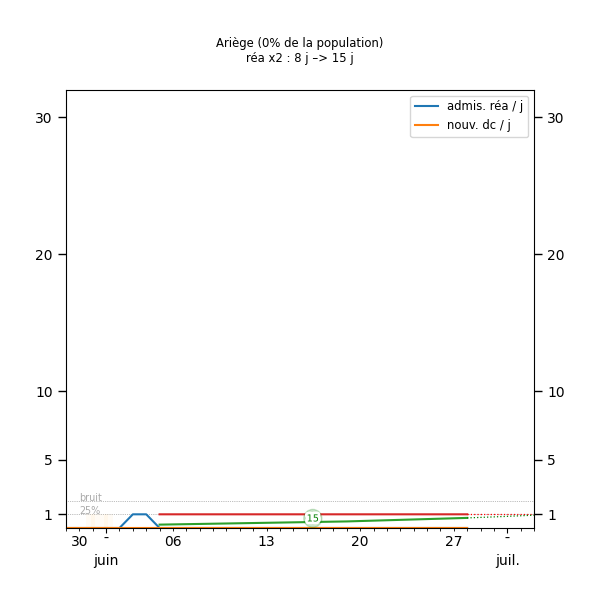 Ariège (0% de la population)
réa x2 : 8 j –> 15 j
admis. réa / j
nouv. dc / j
30 30
20 20
10 10
5 5
bruit
25%
1 15 1
30 - 06 13 20 27 -
juin juil.